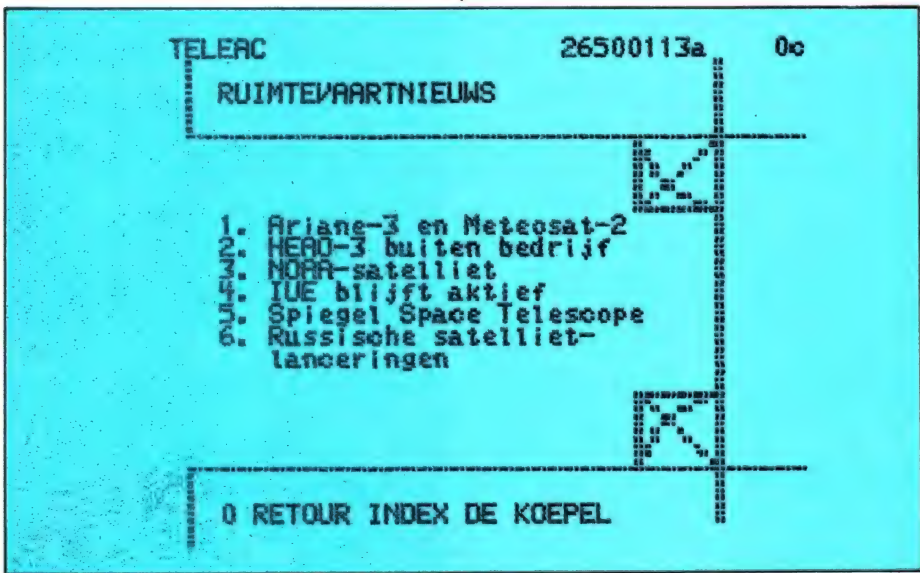 TELEAC 26500113a 0c
RUIMTEVAARTNIEUWS
1. Ariane-3 en Meteosat-2
2. HEAO-3 buiten bedrijf
3. NOAA-satelliet
4. IUE blijft aktief
5. Spiegel Space Telescope
6. Russische satelliet-
lanceringen
0 RETOUR INDEX DE KOEPEL